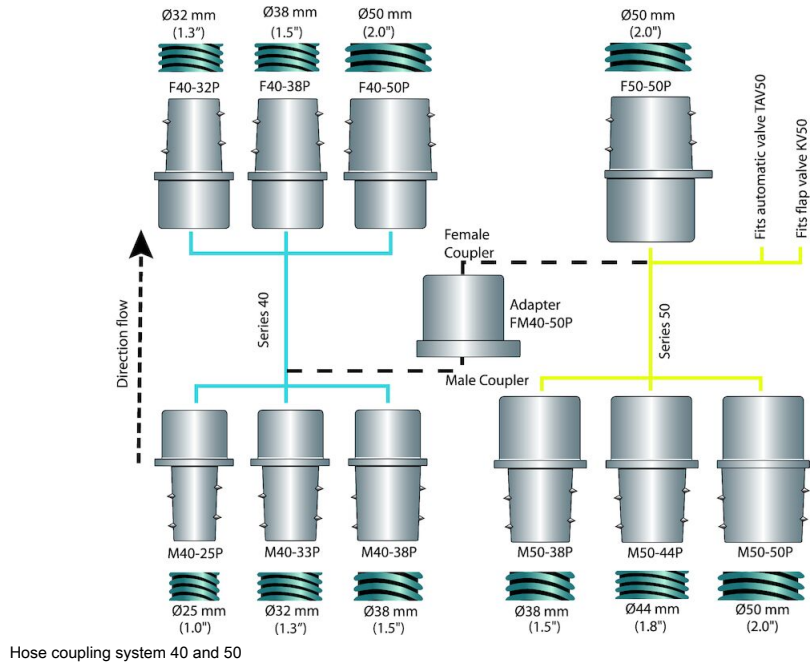 Ø32 mm
(1.3”)
Ø38 mm
(1.5")
Ø50 mm
(2.0")
Ø50 mm
(2.0")
F40-32P
F40-38P
F40-50P
F50-50P
Fits automatic valve TAV50
Fits flap valve KV50
Direction flow
Series 40
Female
Coupler
Adapter
FM40-50P
Male Coupler
Series 50
M40-25P
M40-33P
M40-38P
M50-38P
M50-44P
M50-50P
Ø25 mm
(1.0")
Ø32 mm
(1.3")
Ø38 mm
(1.5")
Ø38 mm
(1.5")
Ø44 mm
(1.8")
Ø50 mm
(2.0")
Hose coupling system 40 and 50